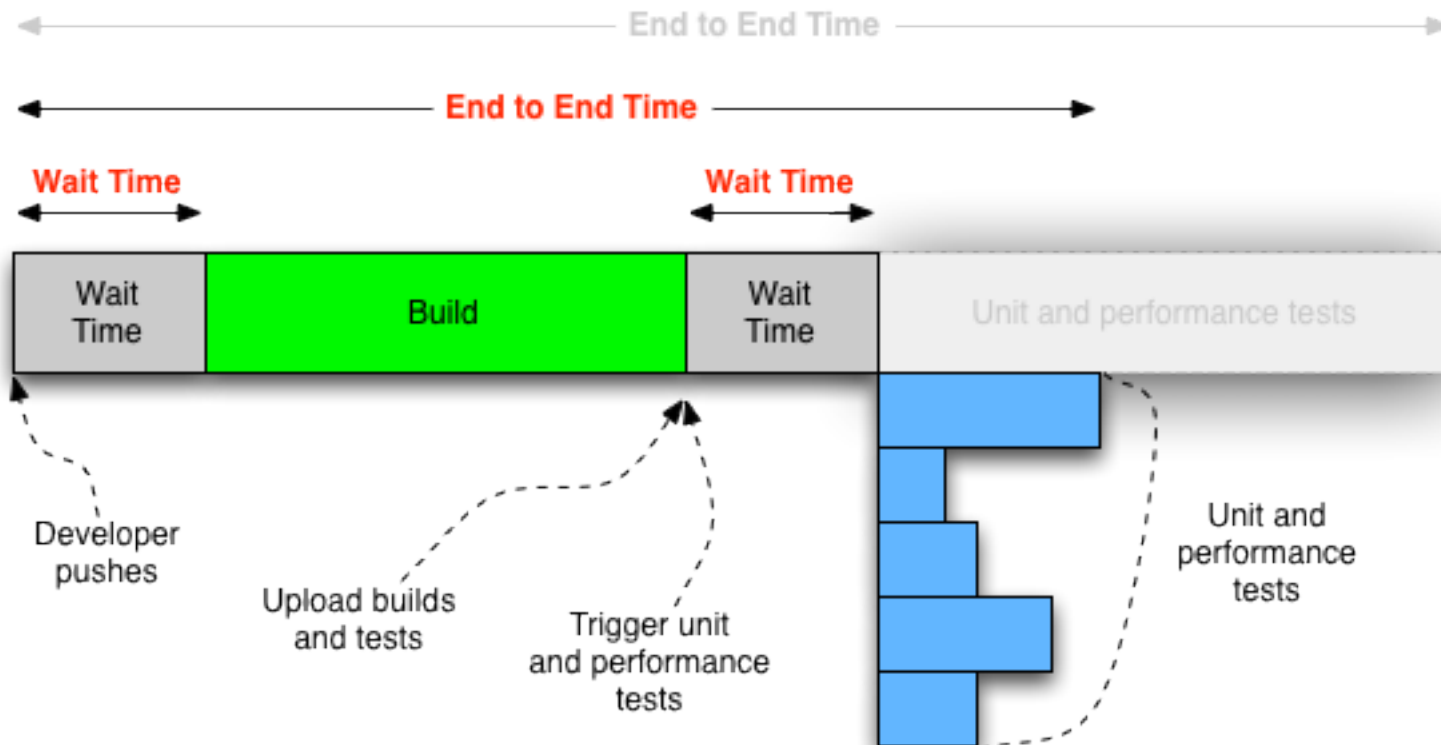 End to End Time
End to End Time
Wait Time
Wait Time
Wait
Time
Build
Wait
Time
Unit and performance tests
Developer
pushes
Upload builds
and tests
Trigger unit
and performance
tests
Unit and
performance
tests